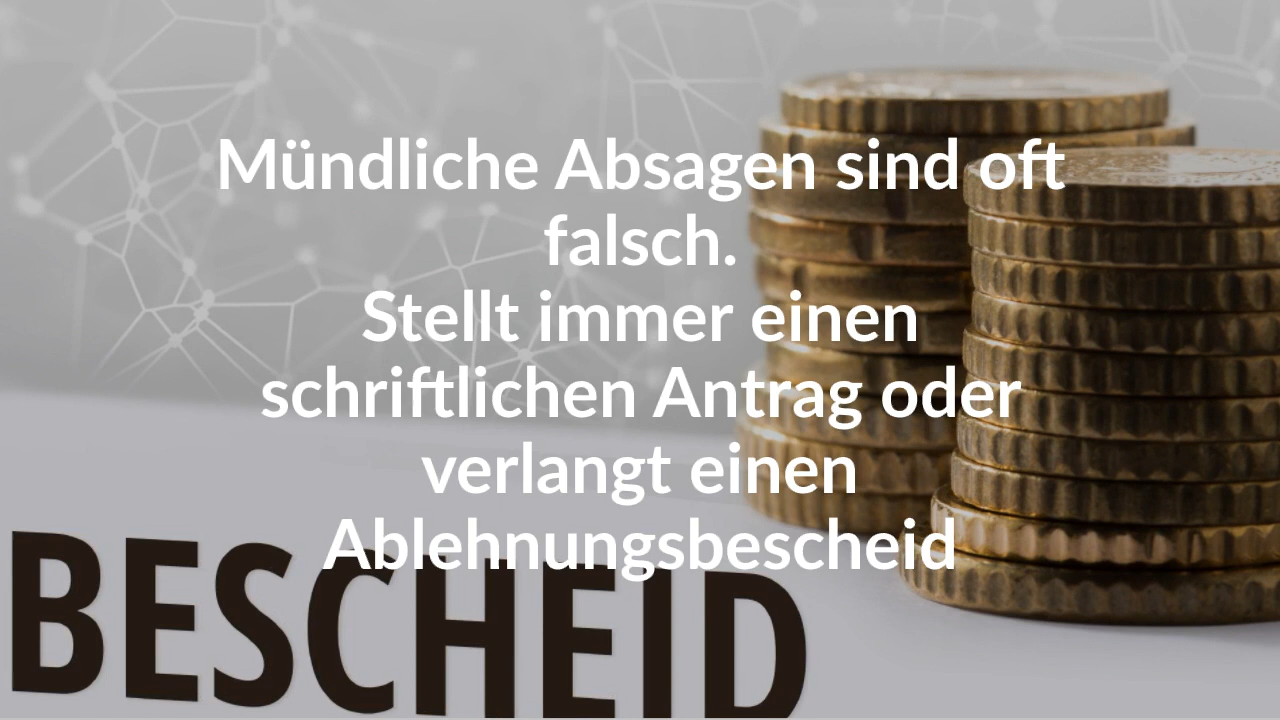 Mündliche Absagen sind oft
falsch.
Stellt immer einen
schriftlichen Antrag oder
verlangt einen
Ablehnungsbescheid
BESCHEID